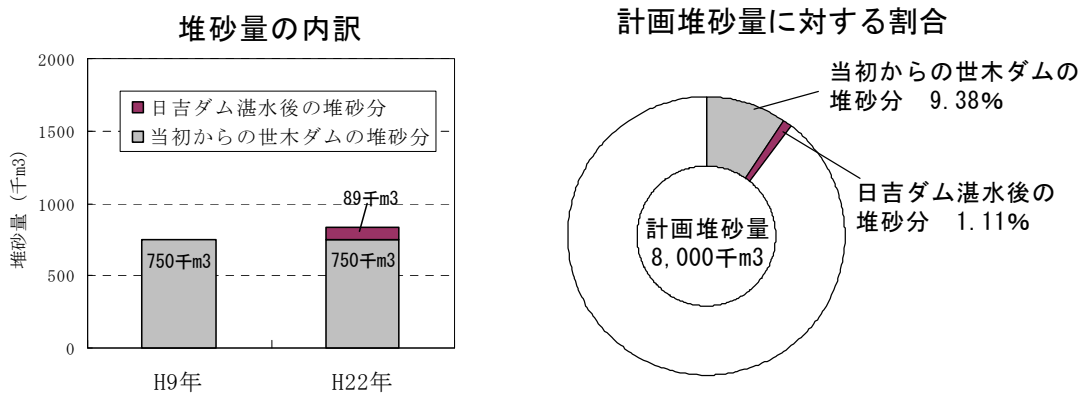 堆砂量の内訳
堆砂量（千m3）
2000
1500
1000
500
0
日吉ダム湛水後の堆砂分
当初からの世木ダムの堆砂分
89千m3
750千m3
750千m3
H9年
H22年
計画堆砂量に対する割合
当初からの世木ダムの
堆砂分　9.38%
日吉ダム湛水後の
堆砂分　1.11%
計画堆砂量
8,000千m3